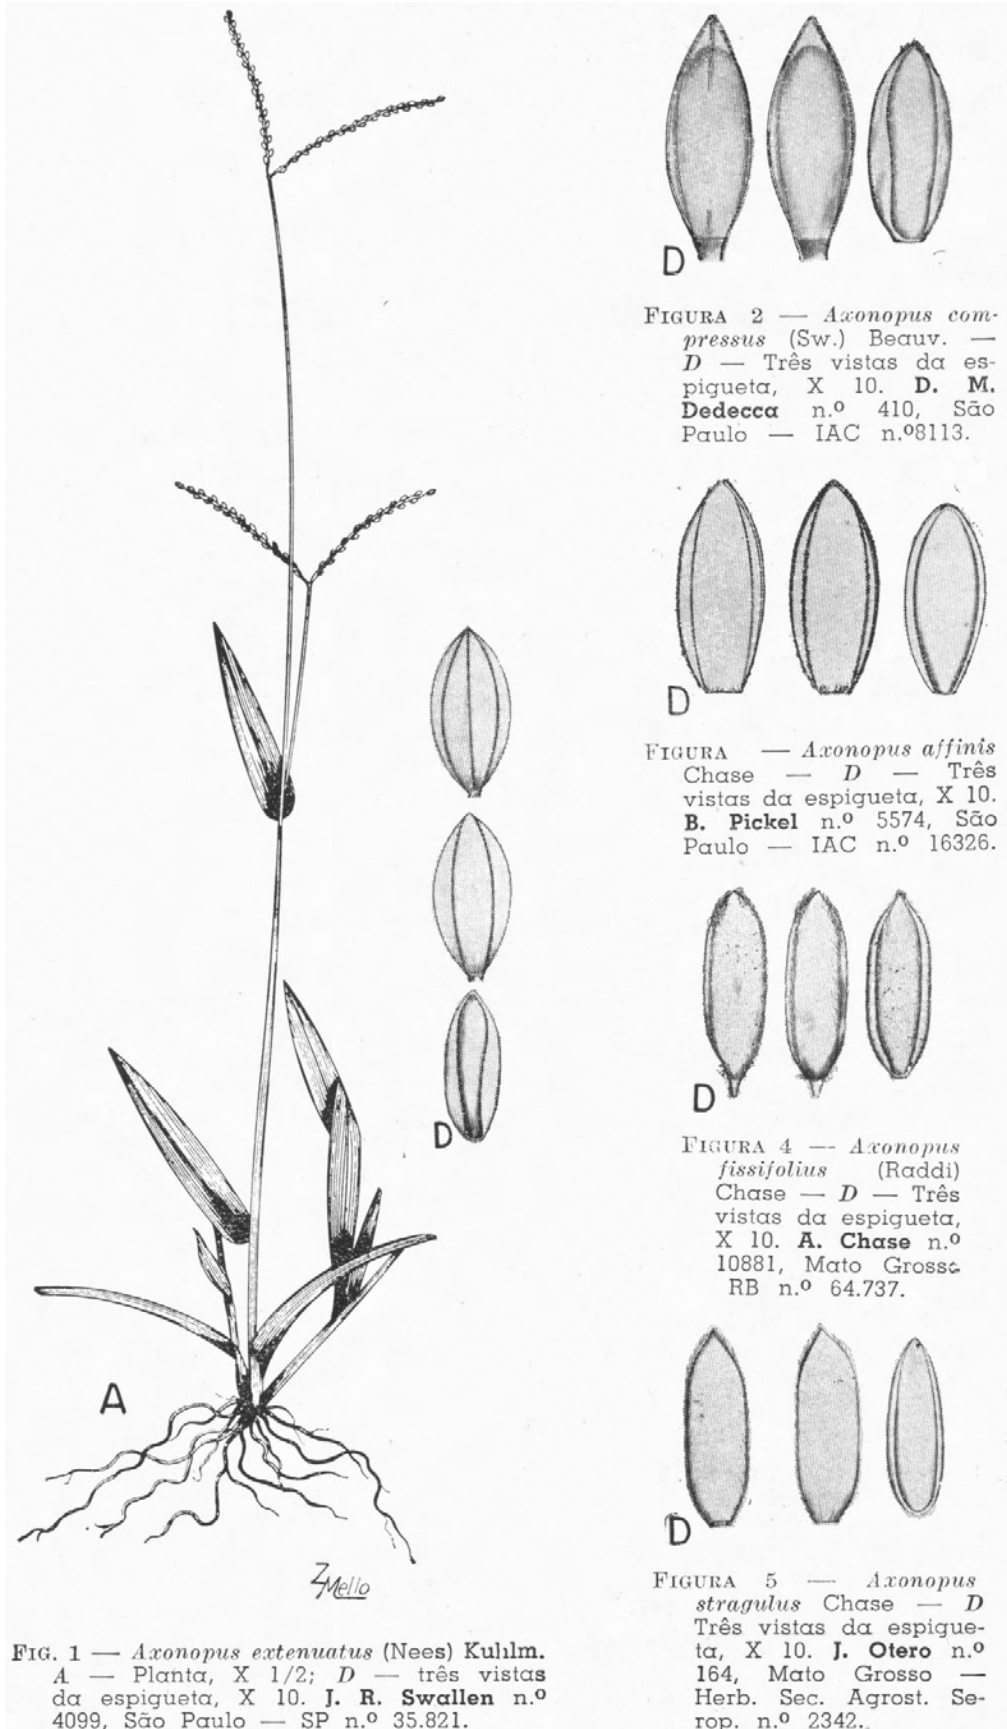 A
D
ZMello
FIG. 1 — Axonopus extenuatus (Nees) Kuhlm.
A — Planta, X 1/2; D — três vistas
da espigueta, X 10. J. R. Swallen n.º
4099, São Paulo — SP n.º 35.821.
D
FIGURA 2 — Axonopus com-
pressus (Sw.) Beauv. —
D — Três vistas da es-
pigueta, X 10. D. M.
Dedecca n.º 410, São
Paulo — IAC n.º8113.
D
FIGURA — Axonopus affinis
Chase — D — Três
vistas da espigueta, X 10.
B. Pickel n.º 5574, São
Paulo — IAC n.º 16326.
D
FIGURA 4 — Axonopus
fissifolius (Raddi)
Chase — D — Três
vistas da espigueta,
X 10. A. Chase n.º
10881, Mato Grosso
RB n.º 64.737.
D
FIGURA 5 — Axonopus
stragulus Chase — D
Três vistas da espigue-
ta, X 10. J. Otero n.º
164, Mato Grosso —
Herb. Sec. Agrost. Se-
rop. n.º 2342.